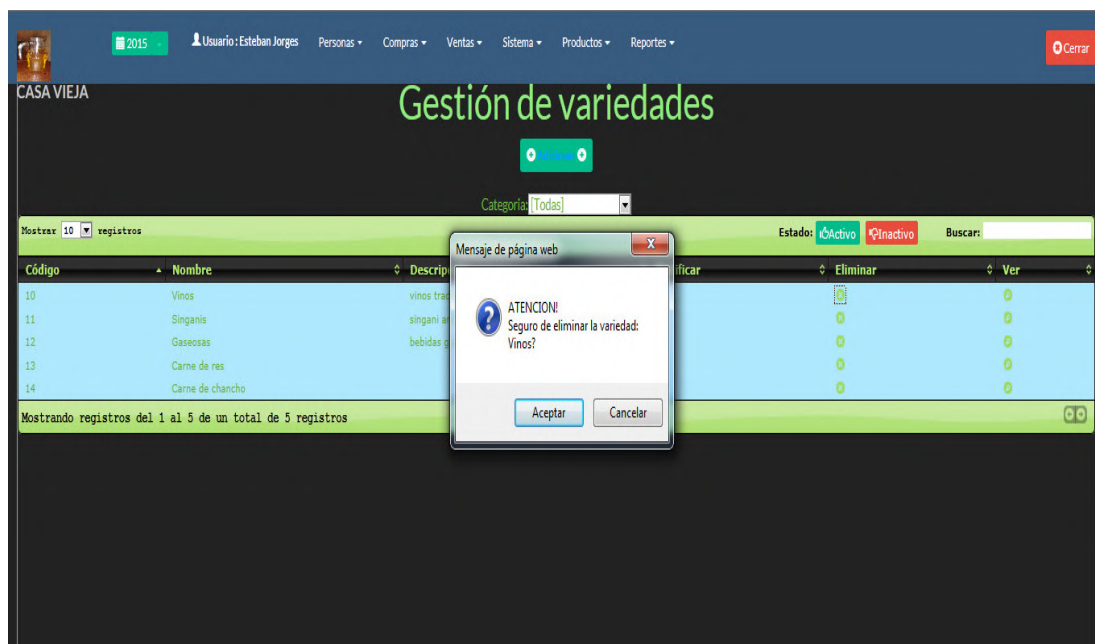 2015 Usuario : Esteban Jorges Personas Compras Ventas Sistema Productos Reportes Cerrar
CASA VIEJA
Gestión de variedades
Categoria: [Todas]
Mostrar 10 registros Estado: Activo Inactivo Buscar:
Código Nombre Descrip ificar Eliminar Ver
10 Vinos vinos trad
11 Singanis singani
12 Gaseosas bebidas g
13 Carne de res
14 Carne de chancho
Mostrando registros del 1 al 5 de un total de 5 registros
Mensaje de página web
ATENCION!
Seguro de eliminar la variedad:
Vinos?
Aceptar Cancelar